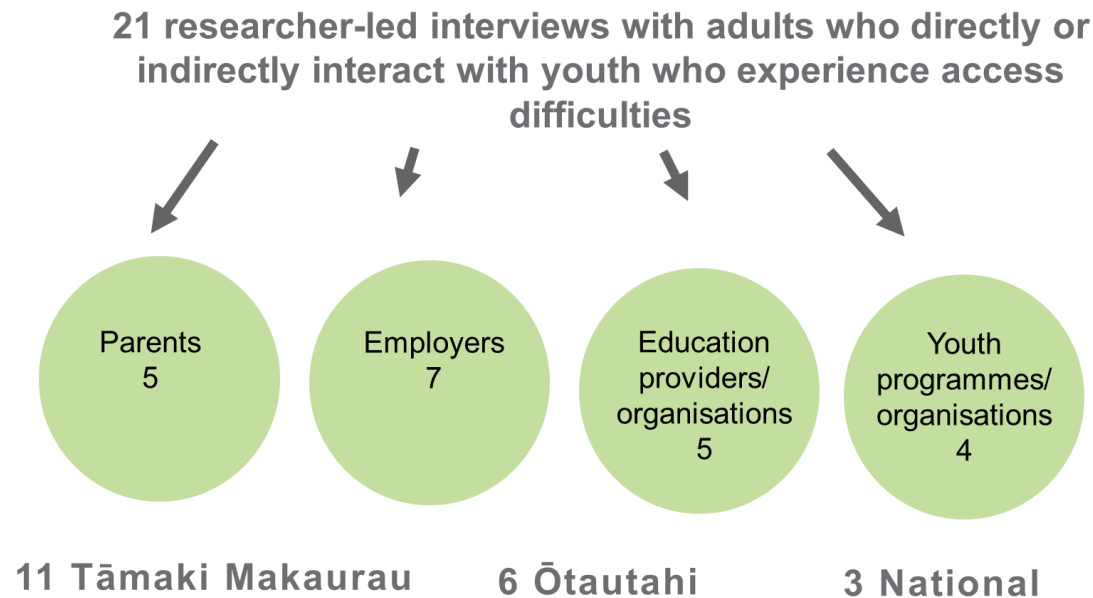 21 researcher-led interviews with adults who directly or
indirectly interact with youth who experience access
difficulties
Parents
5
Employers
7
Education
providers/
organisations
5
Youth
programmes/
organisations
4
11 Tāmaki Makaurau
6 Ōtautahi
3 National